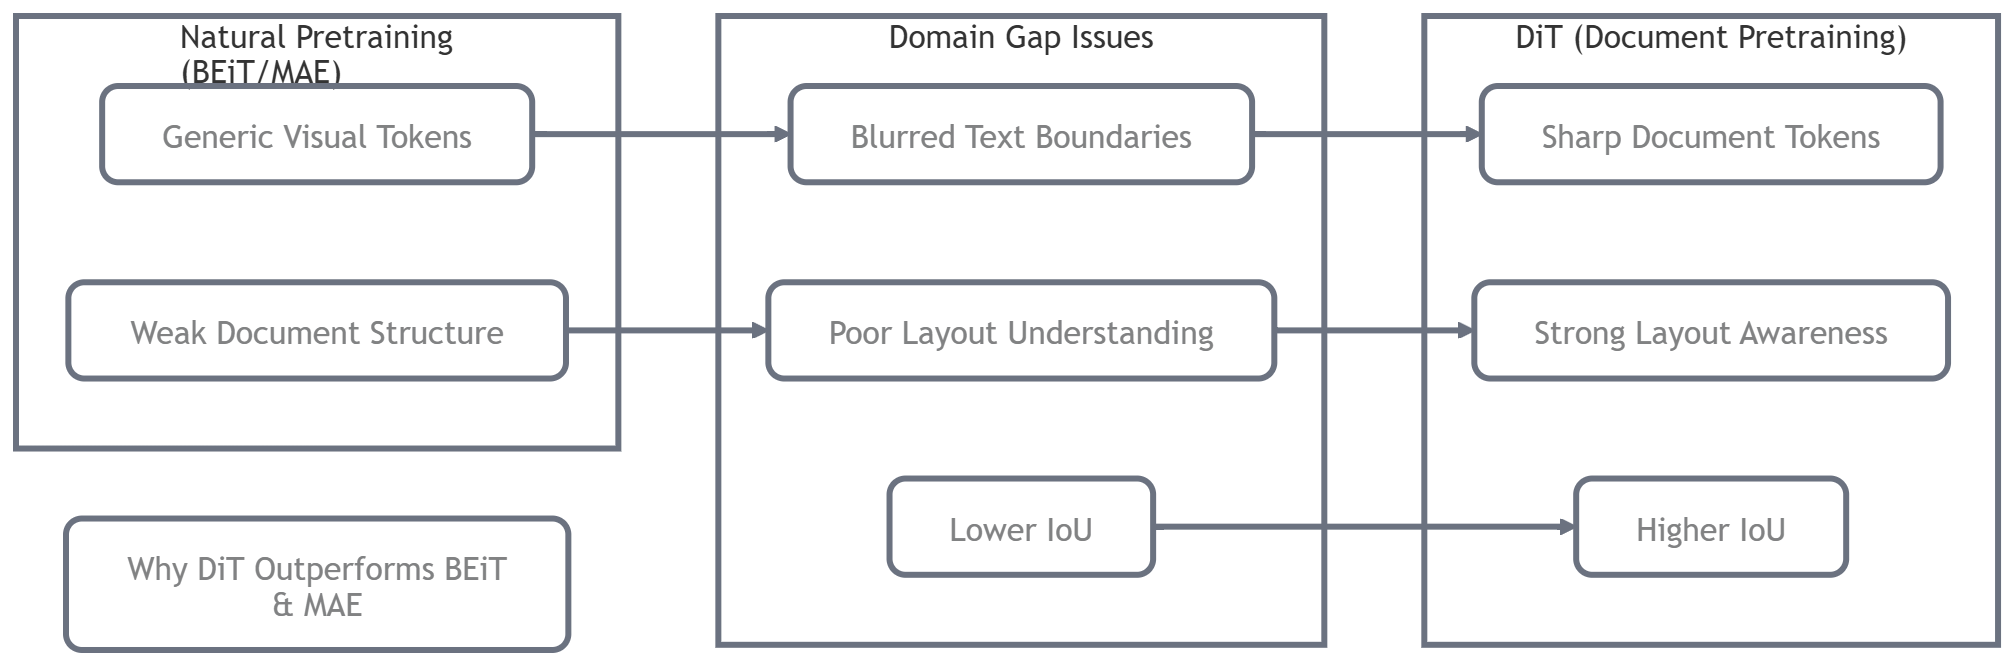 Natural Pretraining
(BEiT/MAE)
Generic Visual Tokens
Weak Document Structure
Why DiT Outperforms BEiT
& MAE
Domain Gap Issues
Blurred Text Boundaries
Poor Layout Understanding
Lower IoU
DiT (Document Pretraining)
Sharp Document Tokens
Strong Layout Awareness
Higher IoU